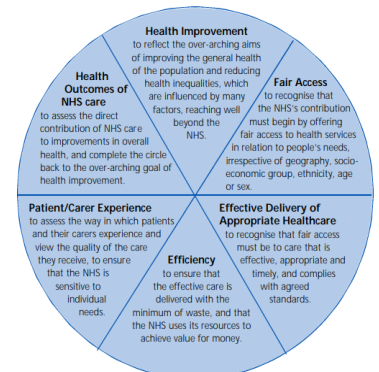 Health Improvement
to reflect the over-arching aims
of improving the general health
of the population and reducing
health inequalities, which
are influenced by many
factors, reaching well
beyond the
NHS.
Fair Access
to recognise that
the NHS's contribution
must begin by offering
fair access to health services
in relation to people's needs,
irrespective of geography, socio-
economic group, ethnicity, age
or sex.
Effective Delivery of
Appropriate Healthcare
to recognise that fair access
must be to care that is
effective, appropriate and
timely, and complies
with agreed
standards.
Efficiency
to ensure that
the effective care is
delivered with the
minimum of waste, and that
the NHS uses its resources to
achieve value for money.
Patient/Carer Experience
to assess the way in which patients
and their carers experience and
view the quality of the care
they receive, to ensure
that the NHS is
sensitive to
individual
needs.
Health
Outcomes of
NHS care
to assess the direct
contribution of NHS care
to improvements in overall
health, and complete the circle
back to the over-arching goal of
health improvement.